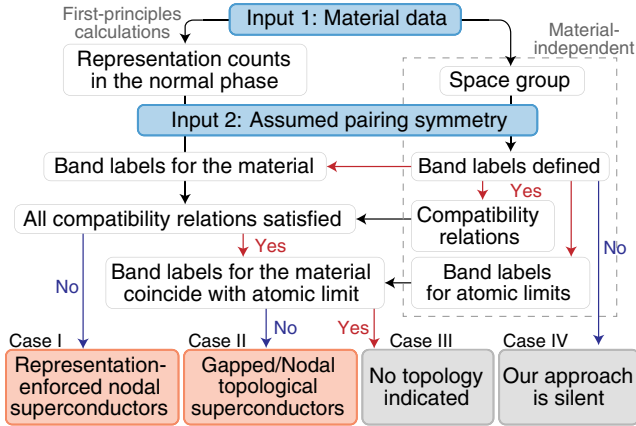 First-principles
calculations
Input 1: Material data
Material-
independent
Representation counts
in the normal phase
Space group
Input 2: Assumed pairing symmetry
Band labels for the material
Band labels defined
Yes
No
All compatibility relations satisfied
Compatibility
relations
No
Yes
Band labels for the material
coincide with atomic limit
Band labels
for atomic limits
No
Yes
Case I
Case II
Case III
Case IV
Representation-
enforced nodal
superconductors
Gapped/Nodal
topological
superconductors
No topology
indicated
Our approach
is silent